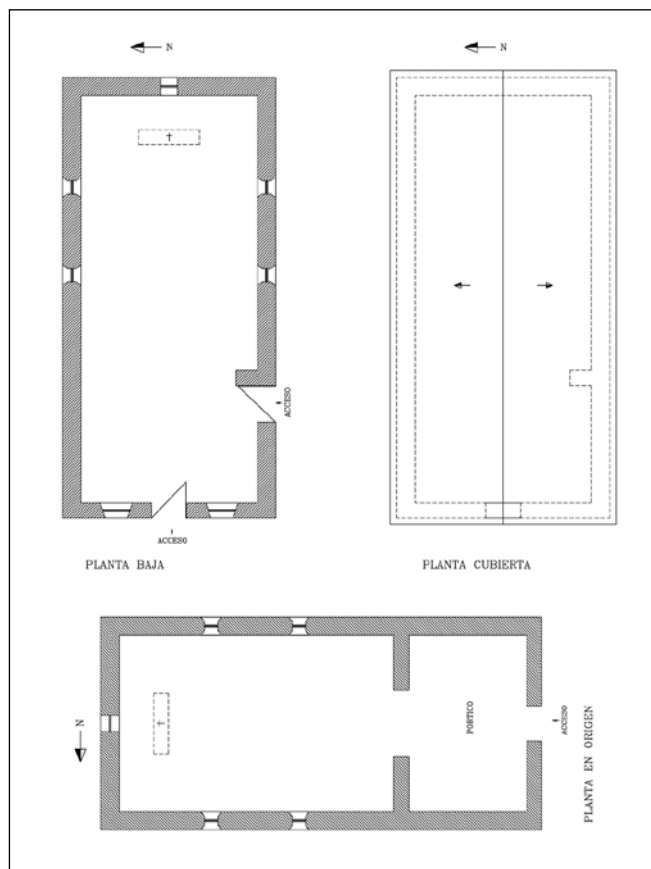 N
N
ACCESO
ACCESO
PLANTA BAJA
PLANTA CUBIERTA
N
PORTICO
ACCESO
PLANTA EN ORIGEN